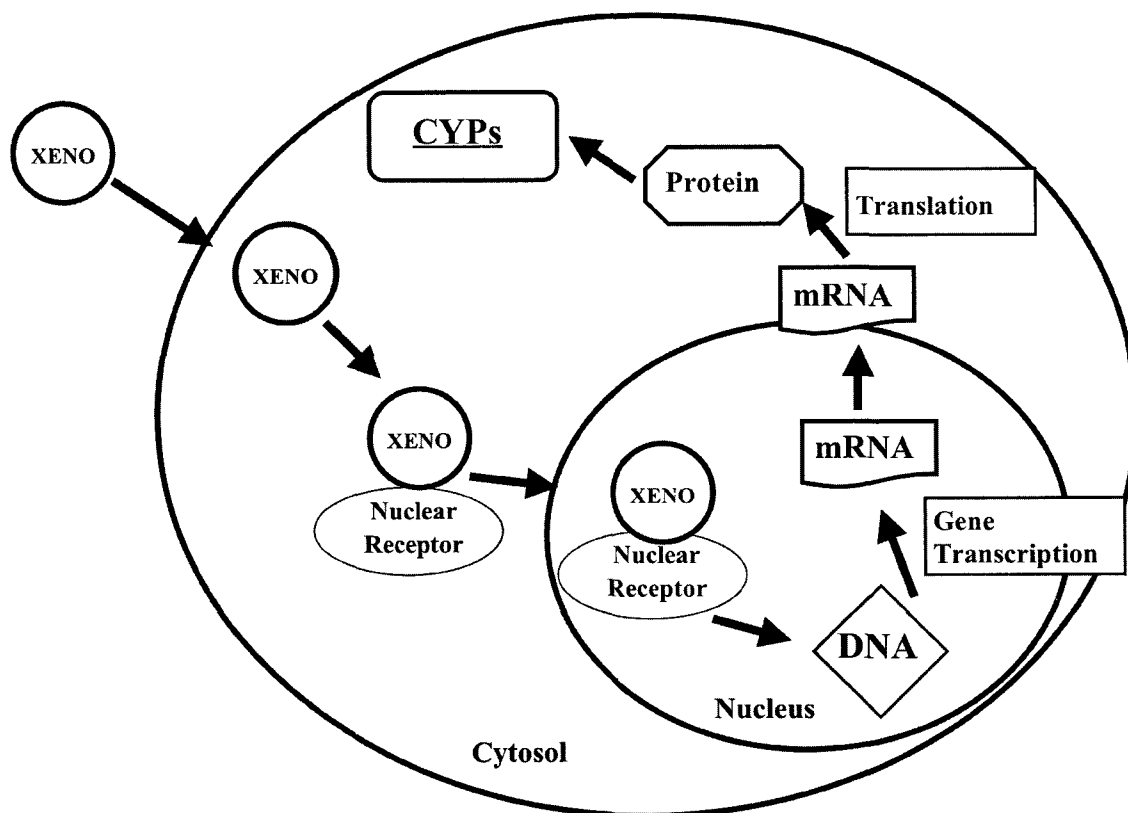 XENO
CYPs
Protein
Translation
XENO
mRNA
XENO
mRNA
XENO
Nuclear
Receptor
Nuclear
Receptor
Gene
Transcription
DNA
Nucleus
Cytosol